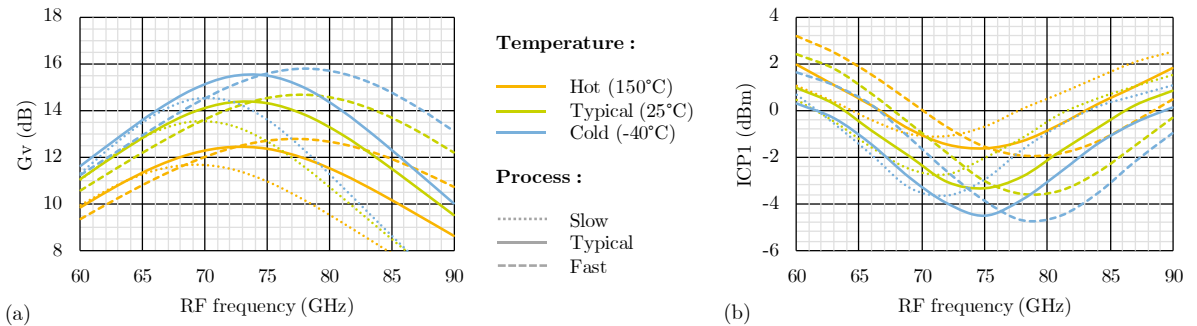 18
16
14
12
10
8
Gv (dB)
60 65 70 75 80 85 90
RF frequency (GHz)
(a)
Temperature :
Hot (150°C)
Typical (25°C)
Cold (-40°C)
Process :
Slow
Typical
Fast
4
2
0
-2
-4
-6
ICP1 (dBm)
60 65 70 75 80 85 90
RF frequency (GHz)
(b)